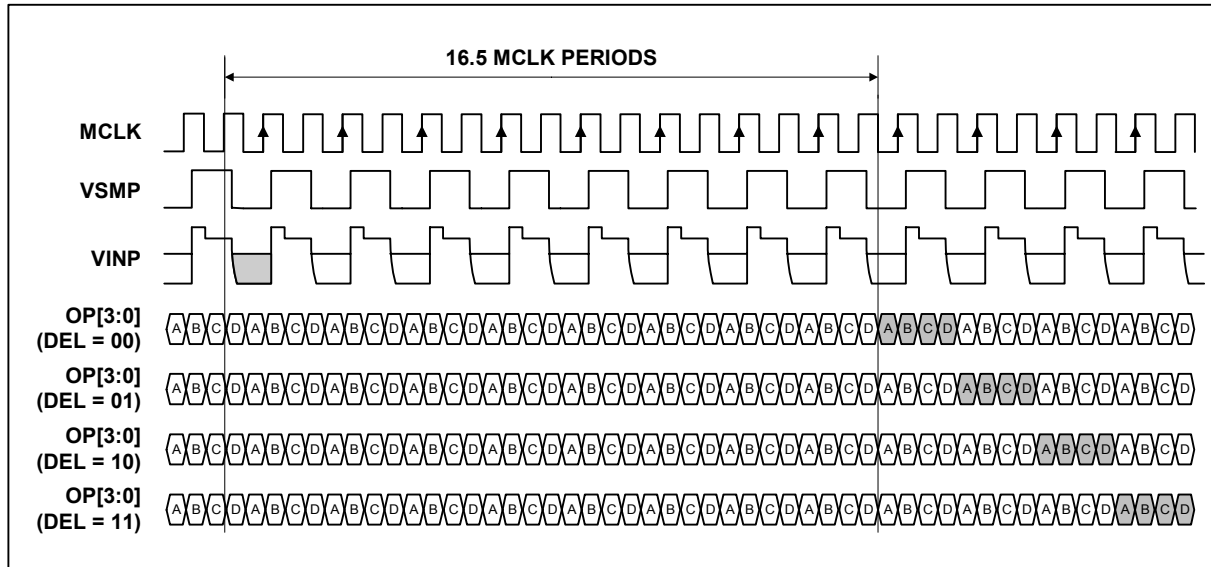 16.5 MCLK PERIODS
MCLK
VSMP
VINP
OP[3:0]
(DEL = 00)
A B C D A B C D A B C D A B C D A B C D A B C D A B C D A B C D A B C D A B C D A B C D A B C D A B C D
OP[3:0]
(DEL = 01)
A B C D A B C D A B C D A B C D A B C D A B C D A B C D A B C D A B C D A B C D A B C D A B C D A B C D
OP[3:0]
(DEL = 10)
A B C D A B C D A B C D A B C D A B C D A B C D A B C D A B C D A B C D A B C D A B C D A B C D A B C D
OP[3:0]
(DEL = 11)
A B C D A B C D A B C D A B C D A B C D A B C D A B C D A B C D A B C D A B C D A B C D A B C D A B C D